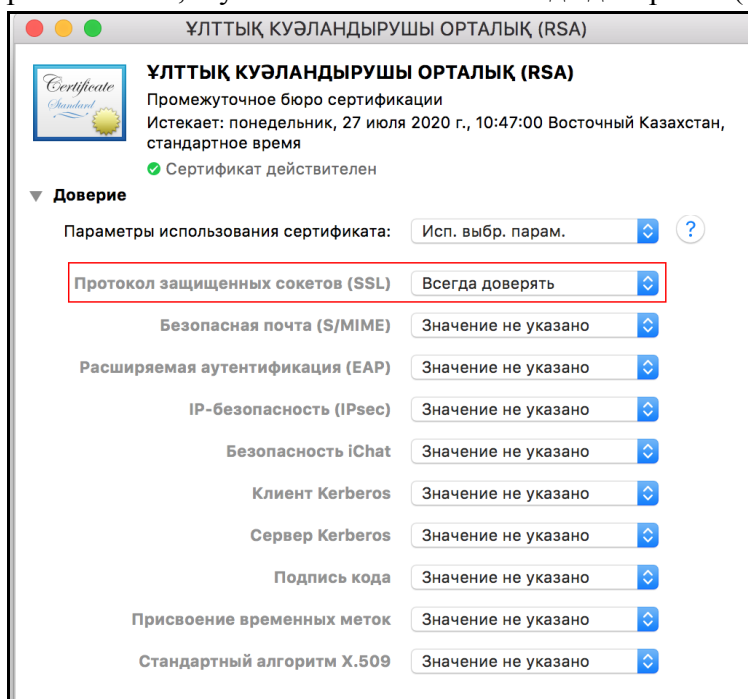 ҰЛТТЫҚ КУӘЛАНДЫРУШЫ ОРТАЛЫҚ (RSA)
Certificate
Standard
ҰЛТТЫҚ КУӘЛАНДЫРУШЫ ОРТАЛЫҚ (RSA)
Промежуточное бюро сертификации
Истекает: понедельник, 27 июля 2020 г., 10:47:00 Восточный Казахстан,
стандартное время
Сертификат действителен
Доверие
Параметры использования сертификата: Исп. выбр. парам. ?
Протокол защищенных сокетов (SSL) Всегда доверять
Безопасная почта (S/MIME) Значение не указано
Расширяемая аутентификация (EAP) Значение не указано
IP-безопасность (IPsec) Значение не указано
Безопасность iChat Значение не указано
Клиент Kerberos Значение не указано
Сервер Kerberos Значение не указано
Подпись кода Значение не указано
Присвоение временных меток Значение не указано
Стандартный алгоритм X.509 Значение не указано